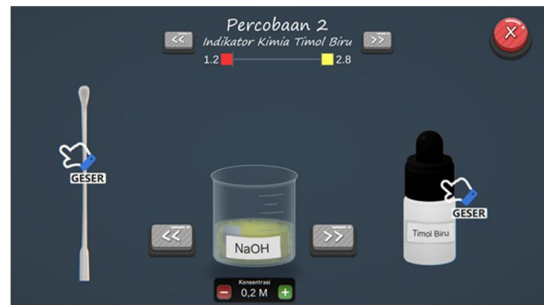 Percobaan 2
<< Indikator Kimia Timol Biru >>
1.2 2.8
X
GESER
GESER
Timol Biru
<< NaOH >>
Konsentrasi
- 0,2 M +